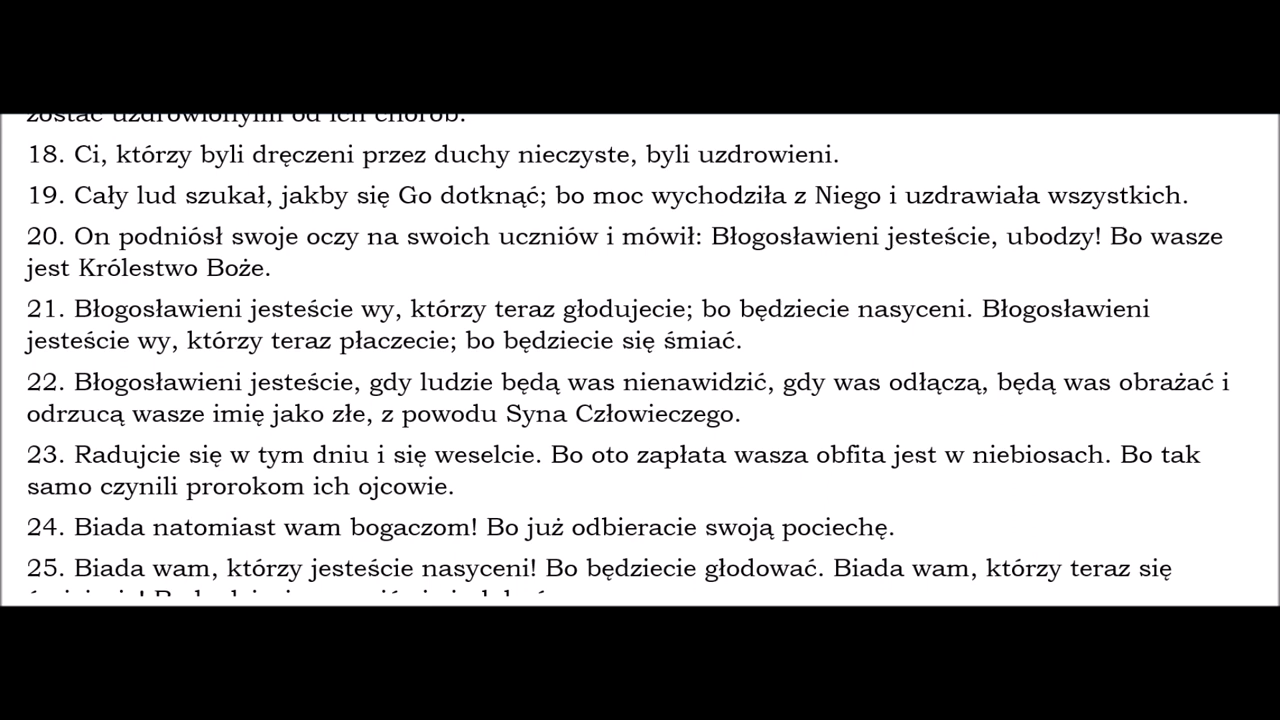 zostać uzdrowionymi od ich chorób.
18. Ci, którzy byli dręczeni przez duchy nieczyste, byli uzdrowieni.
19. Cały lud szukał, jakby się Go dotknąć; bo moc wychodziła z Niego i uzdrawiała wszystkich.
20. On podniósł swoje oczy na swoich uczniów i mówił: Błogosławieni jesteście, ubodzy! Bo wasze
jest Królestwo Boże.
21. Błogosławieni jesteście wy, którzy teraz głodujecie; bo będziecie nasyceni. Błogosławieni
jesteście wy, którzy teraz płaczecie; bo będziecie się śmiać.
22. Błogosławieni jesteście, gdy ludzie będą was nienawidzić, gdy was odłączą, będą was obrażać i
odrzucą wasze imię jako złe, z powodu Syna Człowieczego.
23. Radujcie się w tym dniu i się weselcie. Bo oto zapłata wasza obfita jest w niebiosach. Bo tak
samo czynili prorokom ich ojcowie.
24. Biada natomiast wam bogaczom! Bo już odbieracie swoją pociechę.
25. Biada wam, którzy jesteście nasyceni! Bo będziecie głodować. Biada wam, którzy teraz się